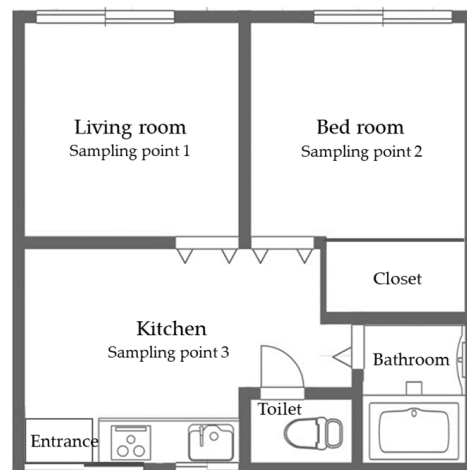 Living room
Sampling point 1
Bed room
Sampling point 2
Closet
Kitchen
Sampling point 3
Bathroom
Toilet
Entrance